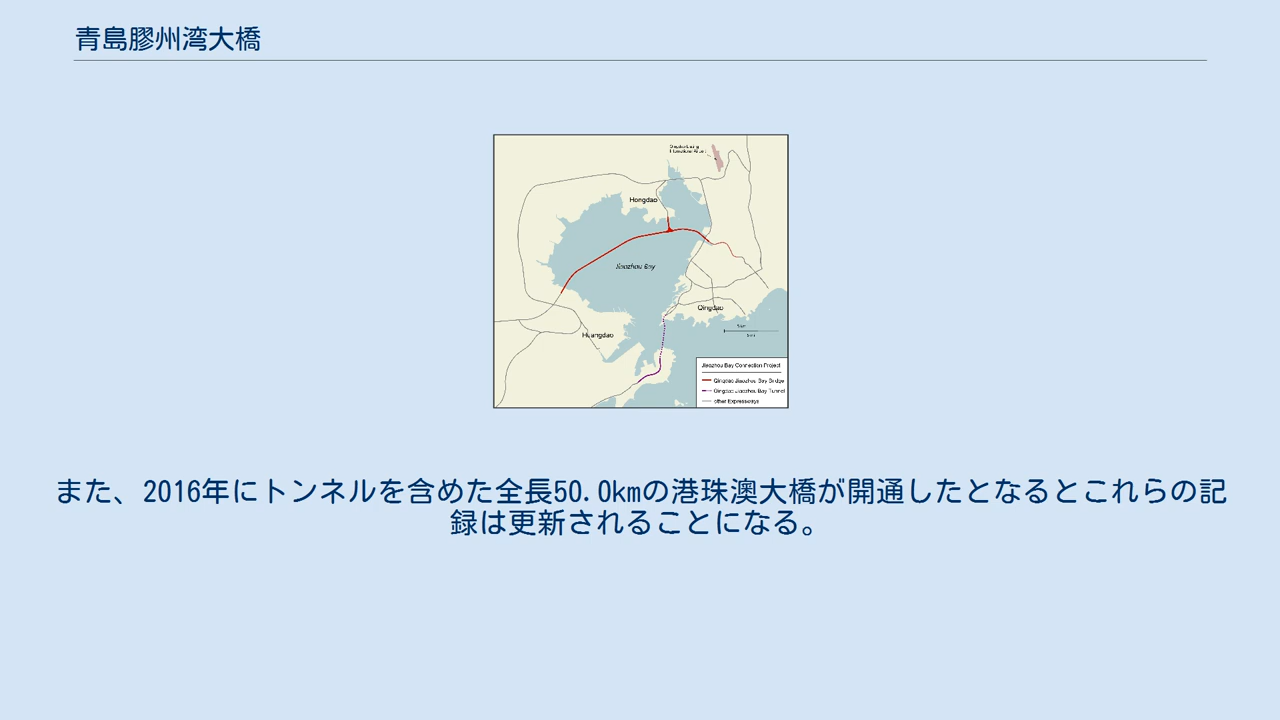 青島膠州湾大橋
Hongdao
Jiaozhou Bay
Qingdao
Huangdao
Jiaozhou Bay Connection Project
Qingdao Jiaozhou Bay Bridge
Qingdao Jiaozhou Bay Tunnel
other Expressways
また、2016年にトンネルを含めた全長50.0kmの港珠澳大橋が開通したとなるとこれらの記
録は更新されることになる。